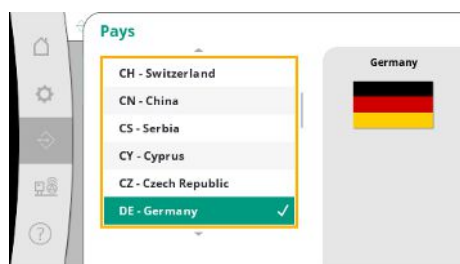 Pays
CH - Switzerland
CN - China
CS - Serbia
CY - Cyprus
CZ - Czech Republic
DE - Germany
Germany
?